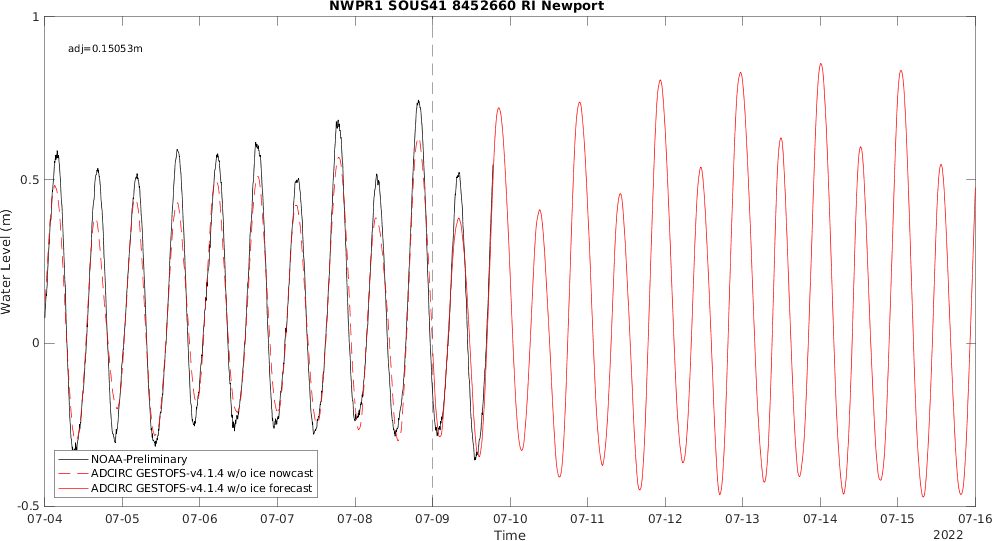 NWPR1 SOUS41 8452660 RI Newport
adj=0.15053m
1
0.5
0
-0.5
Water Level (m)
NOAA-Preliminary
ADCIRC GESTOFS-v4.1.4 w/o ice nowcast
ADCIRC GESTOFS-v4.1.4 w/o ice forecast
07-04 07-05 07-06 07-07 07-08 07-09 07-10 07-11 07-12 07-13 07-14 07-15 07-16
Time
2022